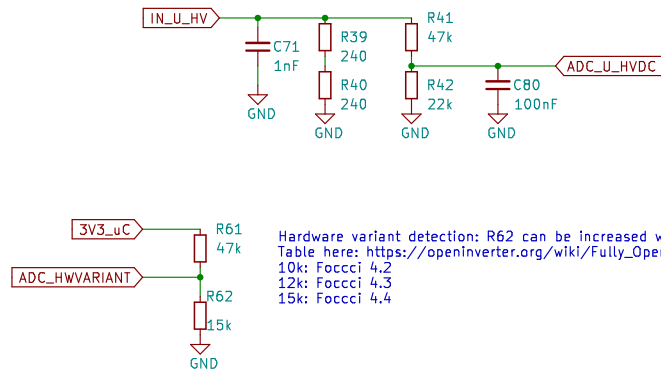 IN_U_HV
C71
1nF
GND
R39
240
R40
240
GND
R41
47k
R42
22k
GND
C80
100nF
GND
ADC_U_HVDC
3V3_uC
R61
47k
ADC_HWVARIANT
R62
15k
GND
Hardware variant detection: R62 can be increased
Table here: https://openinverter.org/wiki/Fully_Ope
10k: Foccci 4.2
12k: Foccci 4.3
15k: Foccci 4.4